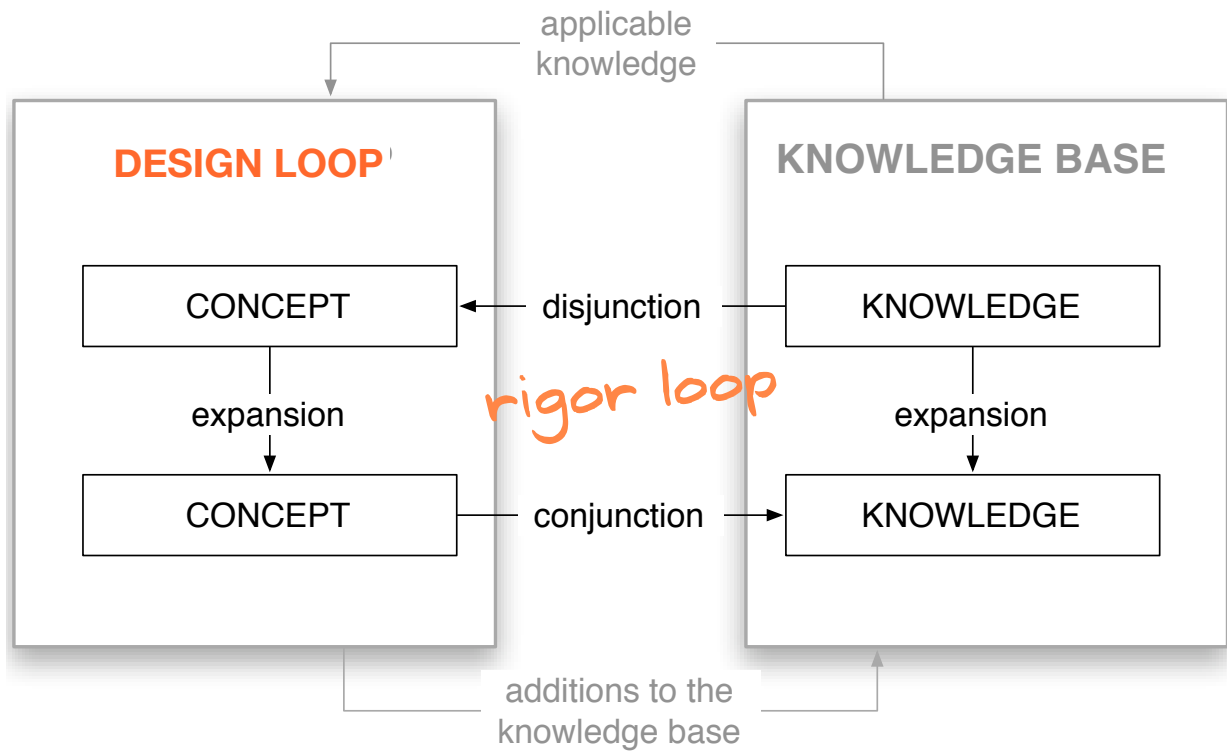 applicable
knowledge
DESIGN LOOP
KNOWLEDGE BASE
CONCEPT
disjunction
KNOWLEDGE
rigor loop
expansion
expansion
CONCEPT
conjunction
KNOWLEDGE
additions to the
knowledge base